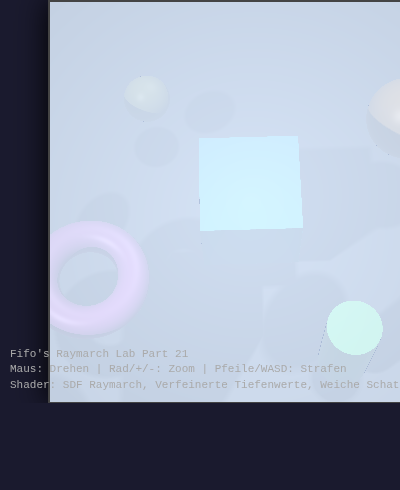 Fifo's Raymarch Lab Part 21
Maus: Drehen | Rad/+/-: Zoom | Pfeile/WASD: Strafen
Shader: SDF Raymarch, Verfeinerte Tiefenwerte, Weiche Schat